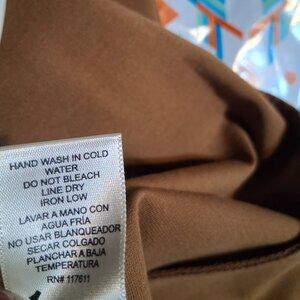 HAND WASH IN COLD
WATER
DO NOT BLEACH
LINE DRY
IRON LOW
LAVAR A MANO CON
AGUA FRIA
NO USAR BLANQUEADOR
SECAR COLGADO
PLANCHAR A BAJA
TEMPERATURA
RN# 117611